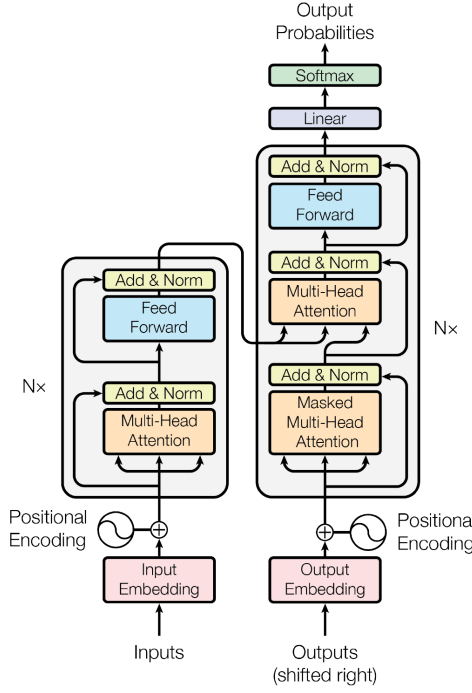 Output
Probabilities
Softmax
Linear
Add & Norm
Feed
Forward
Add & Norm
Multi-Head
Attention
Add & Norm
Masked
Multi-Head
Attention
N×
Add & Norm
Feed
Forward
Add & Norm
Multi-Head
Attention
N×
Positional
Encoding
Positional
Encoding
Input
Embedding
Output
Embedding
Inputs
Outputs
(shifted right)